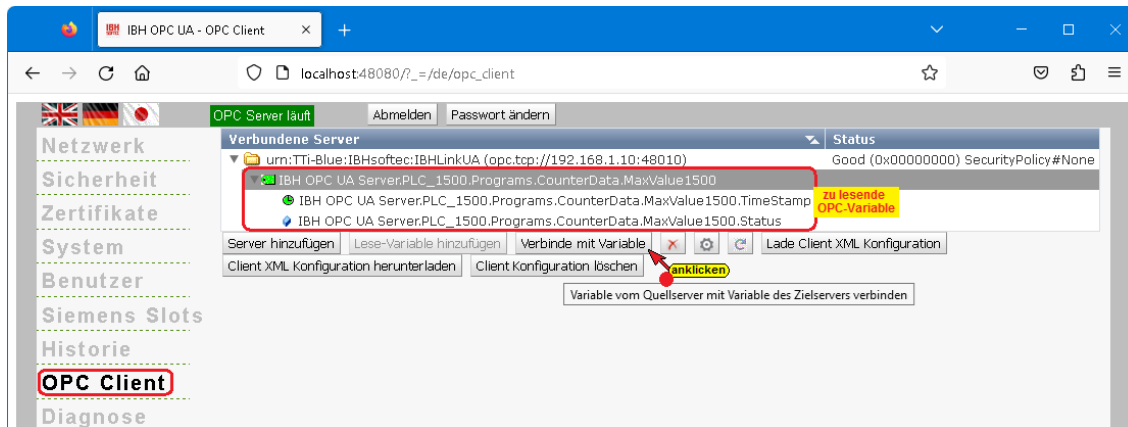 IBH OPC UA - OPC Client
localhost:48080/?_=/de/opc_client
OPC Server läuft
Abmelden
Passwort ändern
Netzwerk
Sicherheit
Zertifikate
System
Benutzer
Siemens Slots
Historie
OPC Client
Diagnose
Verbundene Server
Status
urn:TTi-Blue:IBHsoftec:IBHLinkUA (opc.tcp://192.168.1.10:48010)
Good (0x00000000) SecurityPolicy#None
IBH OPC UA Server.PLC_1500.Programs.CounterData.MaxValue1500
IBH OPC UA Server.PLC_1500.Programs.CounterData.MaxValue1500.TimeStamp
IBH OPC UA Server.PLC_1500.Programs.CounterData.MaxValue1500.Status
zu lesende
OPC-Variable
Server hinzufügen
Lese-Variable hinzufügen
Verbinde mit Variable
Lade Client XML Konfiguration
Client XML Konfiguration herunterladen
Client Konfiguration löschen
anklicken
Variable vom Quellserver mit Variable des Zielservers verbinden